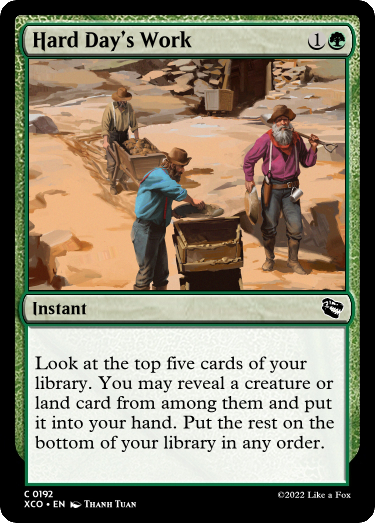 Hard Day's Work
1
Instant
Look at the top five cards of your
library. You may reveal a creature or
land card from among them and put
it into your hand. Put the rest on the
bottom of your library in any order.
C 0192
XCO • EN Thanh Tuan
©2022 Like a Fox